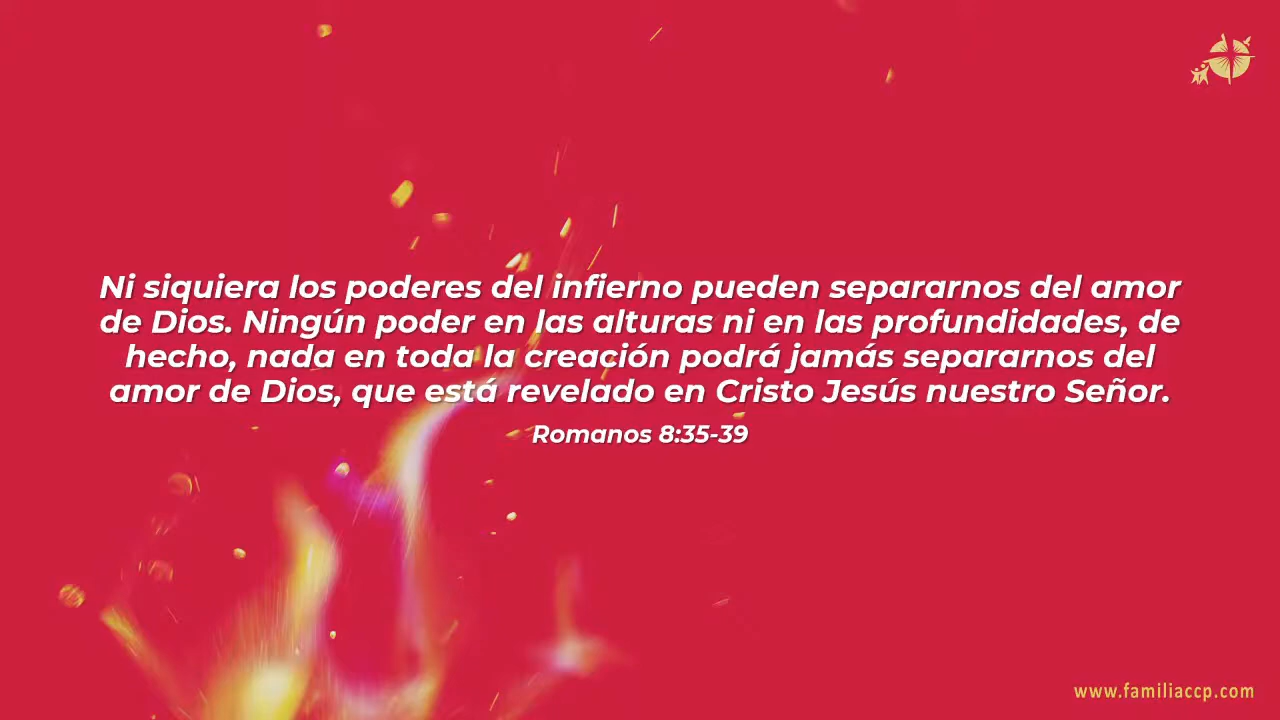 Ni siquiera los poderes del infierno pueden separarnos del amor
de Dios. Ningún poder en las alturas ni en las profundidades, de
hecho, nada en toda la creación podrá jamás separarnos del
amor de Dios, que está revelado en Cristo Jesús nuestro Señor.
Romanos 8:35-39
www.familiaccp.com